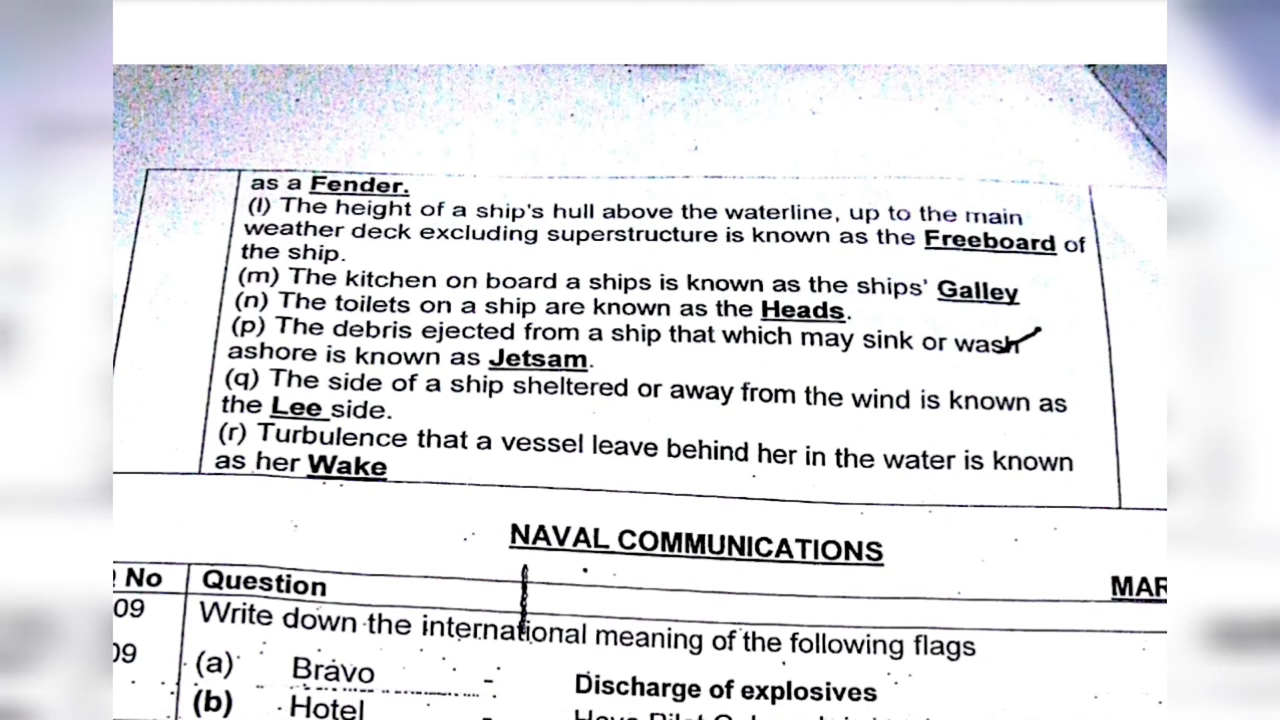 as a Fender.
(l) The height of a ship's hull above the waterline, up to the main
weather deck excluding superstructure is known as the Freeboard of
the ship.
(m) The kitchen on board a ships is known as the ships' Galley
(n) The toilets on a ship are known as the Heads.
(p) The debris ejected from a ship that which may sink or wash
ashore is known as Jetsam.
(q) The side of a ship sheltered or away from the wind is known as
the Lee side.
(r) Turbulence that a vessel leave behind her in the water is known
as her Wake
NAVAL COMMUNICATIONS
No Question MAR
09 Write down the international meaning of the following flags
09 (a) Bravo - Discharge of explosives
(b) Hotel -